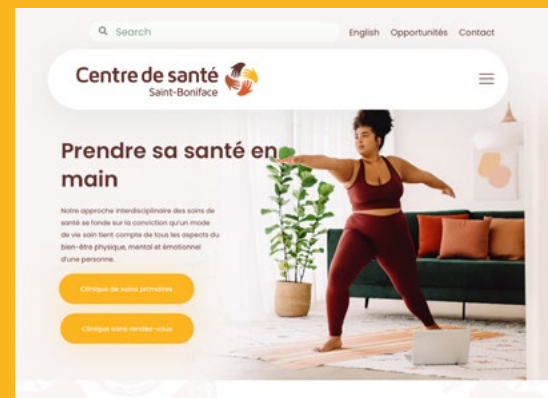 Search
English Opportunités Contact
Centre de santé
Saint-Boniface
Prendre sa santé en
main
Notre approche interdisciplinaire des soins de
santé se fonde sur la conviction qu'un mode
de vie sain tient compte de tous les aspects du
bien-être physique, mental et émotionnel
d'une personne.
Clinique de soins primaires
Clinique sans rendez-vous